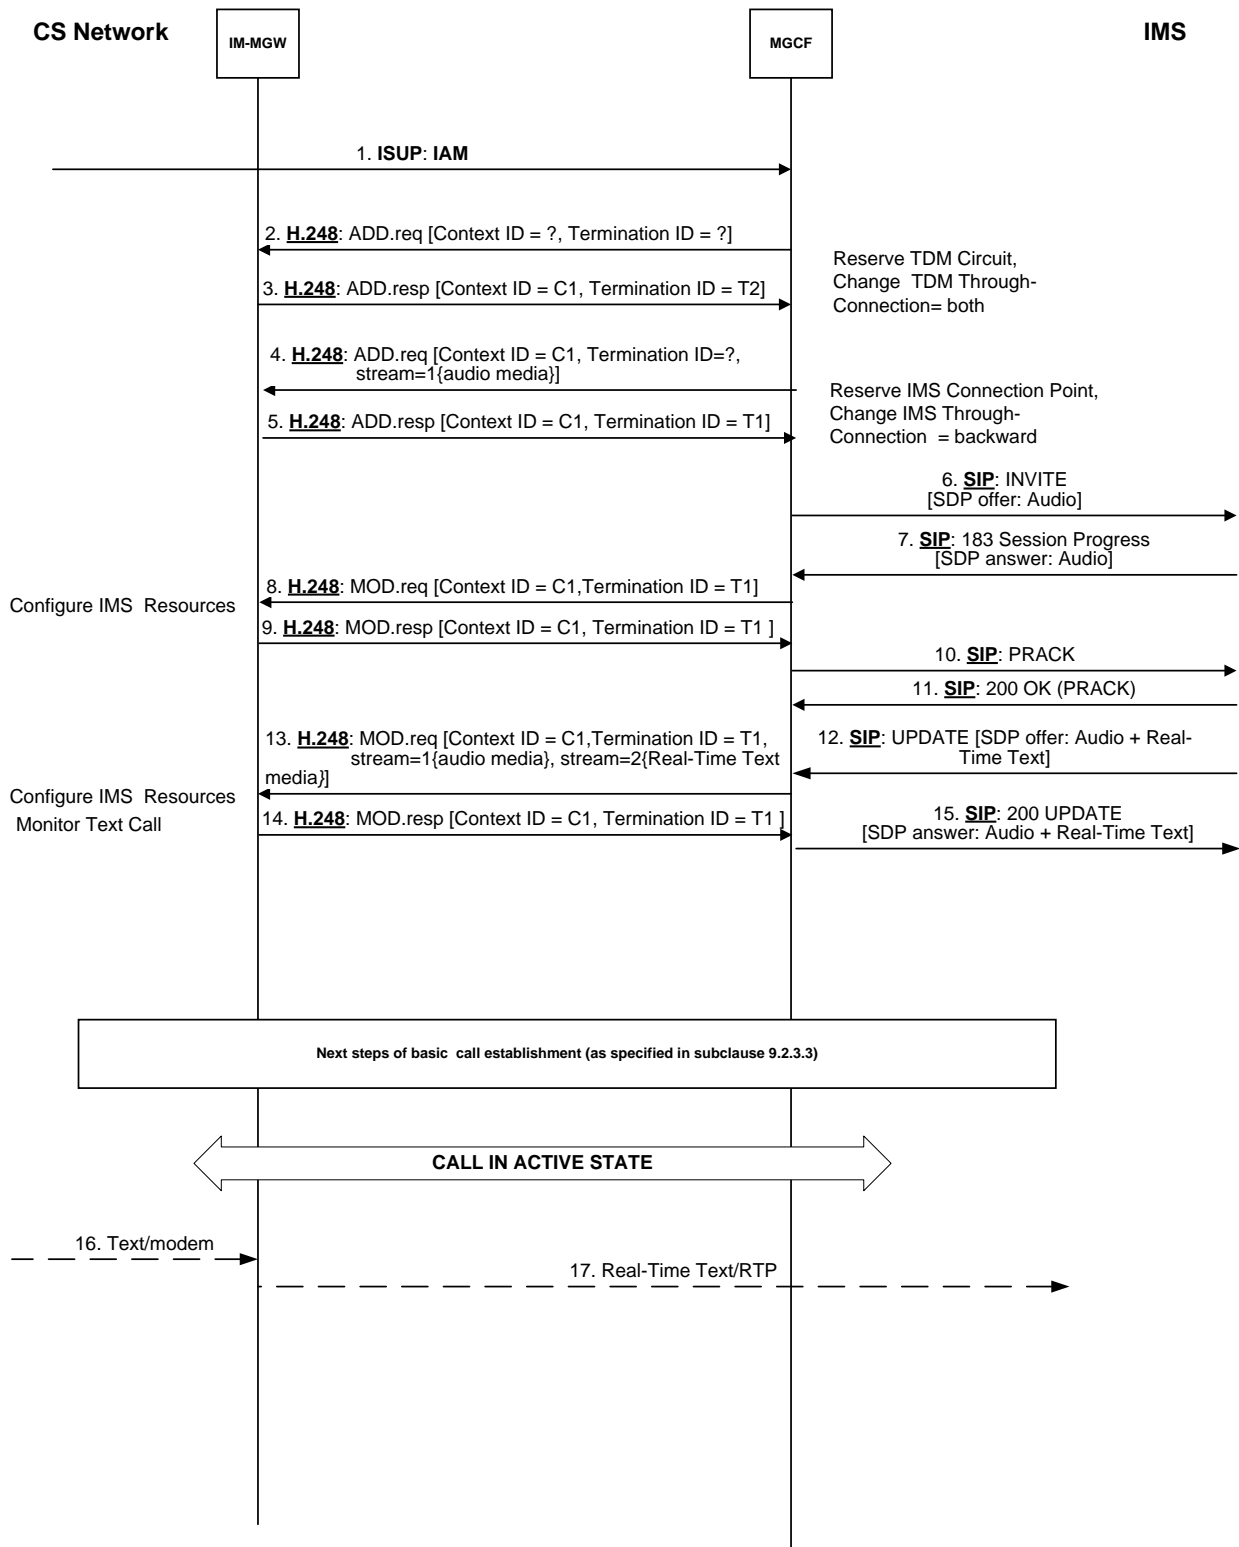 CS Network
IM-MGW
MGCF
IMS
1. ISUP: IAM
2. H.248: ADD.req [Context ID = ?, Termination ID = ?]
Reserve TDM Circuit,
Change TDM Through-
Connection= both
3. H.248: ADD.resp [Context ID = C1, Termination ID = T2]
4. H.248: ADD.req [Context ID = C1, Termination ID=?,
stream=1{audio media}]
Reserve IMS Connection Point,
Change IMS Through-
Connection = backward
5. H.248: ADD.resp [Context ID = C1, Termination ID = T1]
6. SIP: INVITE
[SDP offer: Audio]
7. SIP: 183 Session Progress
[SDP answer: Audio]
8. H.248: MOD.req [Context ID = C1,Termination ID = T1]
Configure IMS Resources
9. H.248: MOD.resp [Context ID = C1, Termination ID = T1 ]
10. SIP: PRACK
11. SIP: 200 OK (PRACK)
12. SIP: UPDATE [SDP offer: Audio + Real-
Time Text]
13. H.248: MOD.req [Context ID = C1,Termination ID = T1,
stream=1{audio media}, stream=2{Real-Time Text
media}]
Configure IMS Resources
Monitor Text Call
14. H.248: MOD.resp [Context ID = C1, Termination ID = T1 ]
15. SIP: 200 UPDATE
[SDP answer: Audio + Real-Time Text]
Next steps of basic call establishment (as specified in subclause 9.2.3.3)
CALL IN ACTIVE STATE
16. Text/modem
17. Real-Time Text/RTP